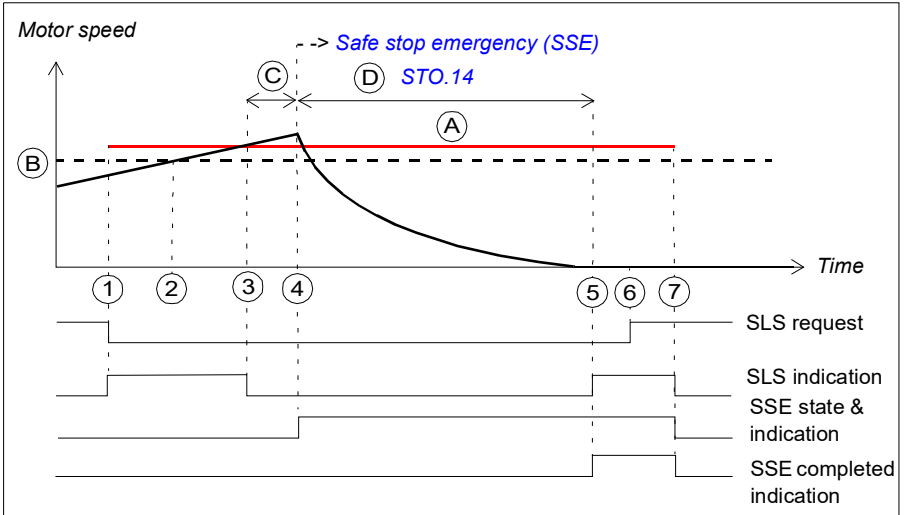 Motor speed
--> Safe stop emergency (SSE)
C
D STO.14
A
B
Time
1 2 3 4 5 6 7
SLS request
SLS indication
SSE state &
indication
SSE completed
indication